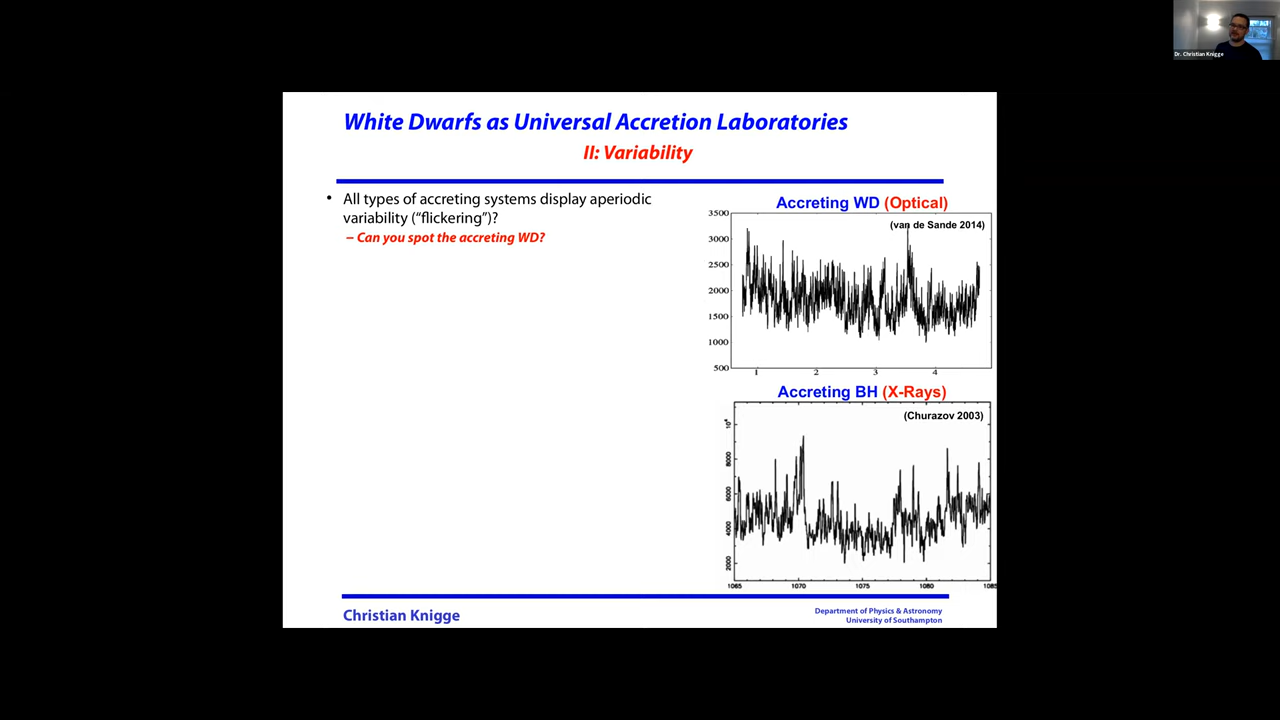 Dr. Christian Knigge
White Dwarfs as Universal Accretion Laboratories
II: Variability
• All types of accreting systems display aperiodic
variability (“flickering”)?
– Can you spot the accreting WD?
Accreting WD (Optical)
(van de Sande 2014)
3500
3000
2500
2000
1500
1000
500
1 2 3 4
Accreting BH (X-Rays)
(Churazov 2003)
10⁴
8000
6000
4000
2000
1065 1070 1075 1080 1085
Christian Knigge
Department of Physics & Astronomy
University of Southampton